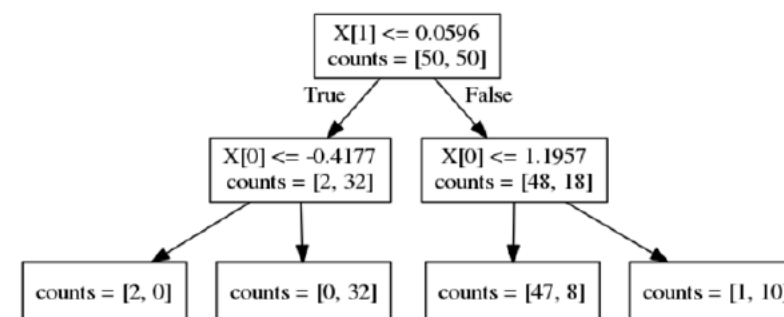 X[1] <= 0.0596
counts = [50, 50]
True
False
X[0] <= -0.4177
counts = [2, 32]
X[0] <= 1.1957
counts = [48, 18]
counts = [2, 0]
counts = [0, 32]
counts = [47, 8]
counts = [1, 10]